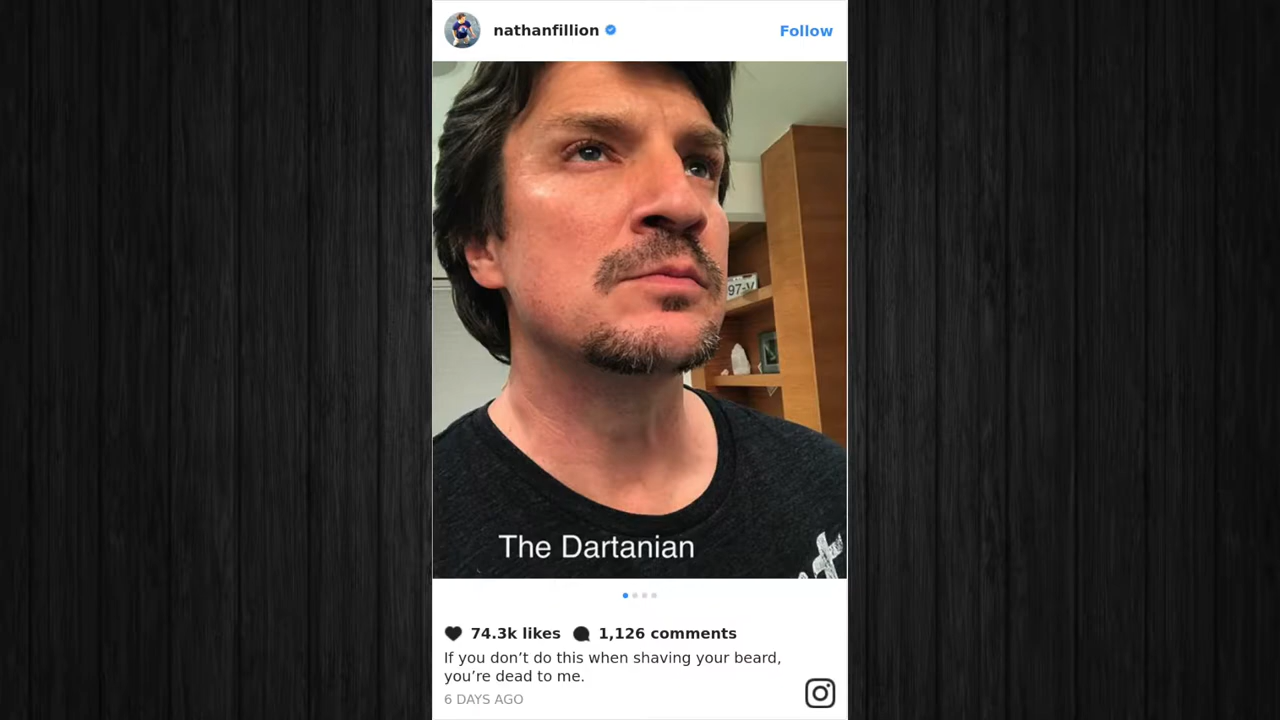 nathanfillion
Follow
97-V
The Dartanian
74.3k likes 1,126 comments
If you don’t do this when shaving your beard,
you’re dead to me.
6 DAYS AGO